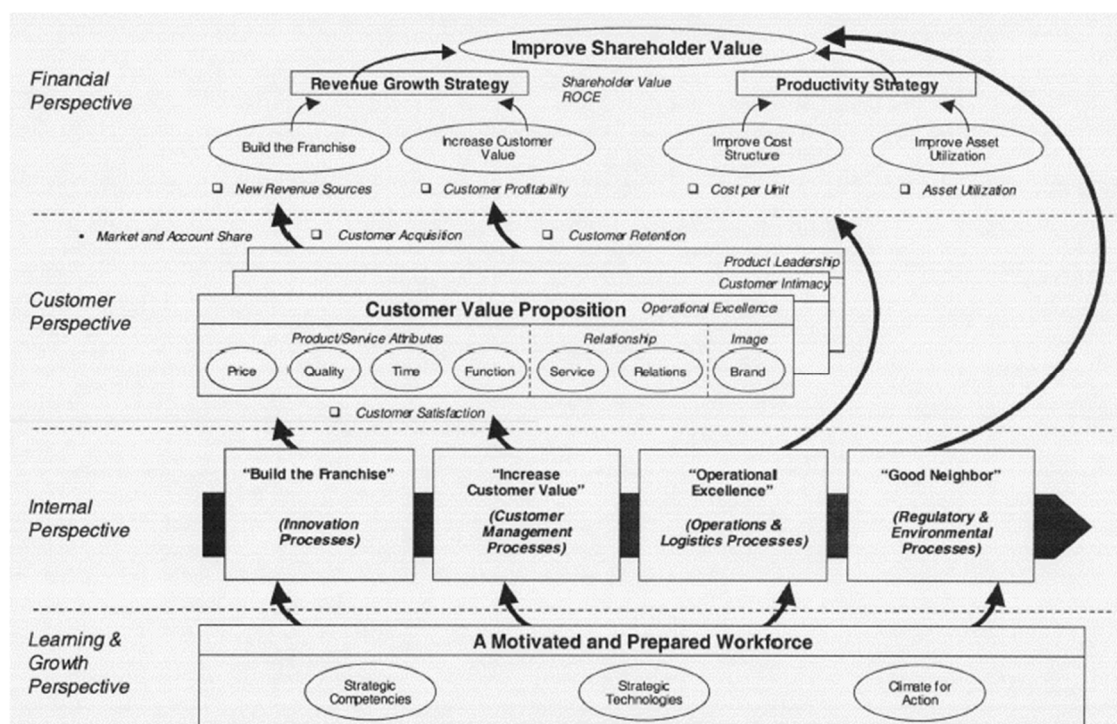 Improve Shareholder Value
Financial
Perspective
Revenue Growth Strategy
Shareholder Value
ROCE
Productivity Strategy
Build the Franchise
Increase Customer
Value
Improve Cost
Structure
Improve Asset
Utilization
❑ New Revenue Sources
❑ Customer Profitability
❑ Cost per Unit
❑ Asset Utilization
• Market and Account Share
❑ Customer Acquisition
❑ Customer Retention
Product Leadership
Customer Intimacy
Customer
Perspective
Customer Value Proposition
Operational Excellence
Product/Service Attributes
Relationship
Image
Price
Quality
Time
Function
Service
Relations
Brand
❑ Customer Satisfaction
Internal
Perspective
“Build the Franchise”
(Innovation
Processes)
“Increase
Customer Value”
(Customer
Management
Processes)
“Operational
Excellence”
(Operations &
Logistics Processes)
“Good Neighbor”
(Regulatory &
Environmental
Processes)
Learning &
Growth
Perspective
A Motivated and Prepared Workforce
Strategic
Competencies
Strategic
Technologies
Climate for
Action